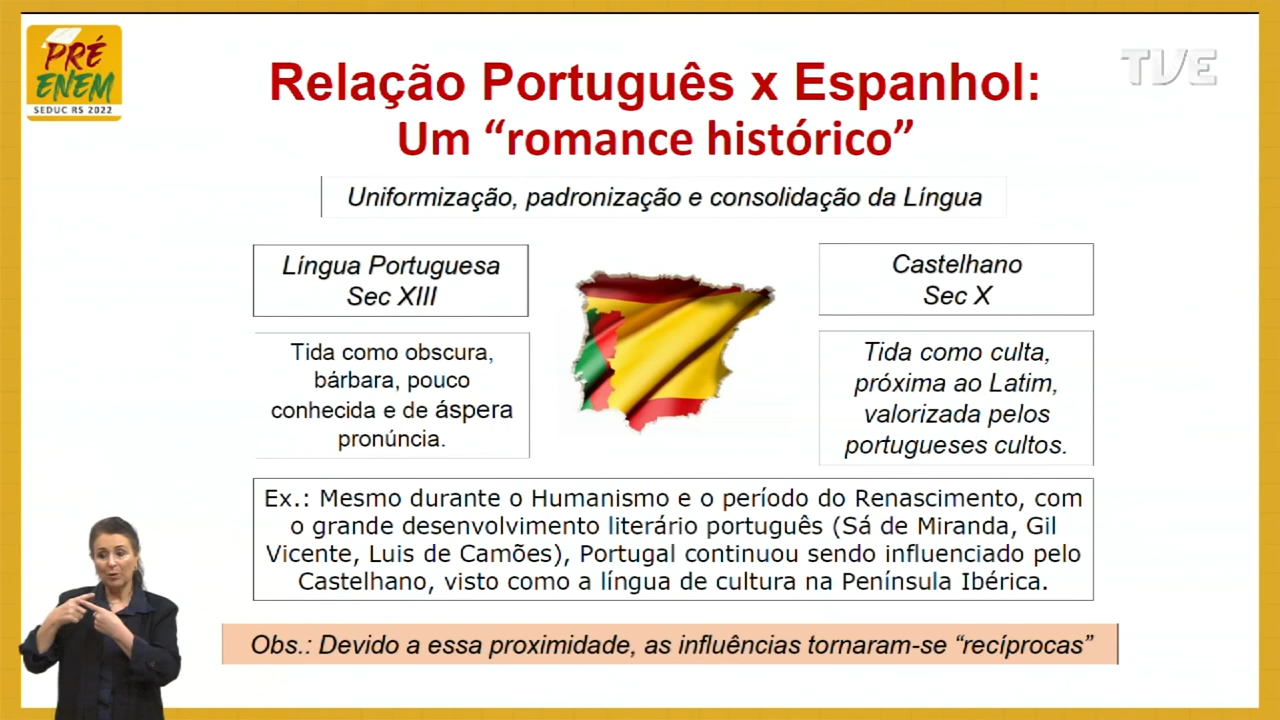 PRÉ
ENEM
SEDUC RS 2022
TVE
Relação Português x Espanhol:
Um “romance histórico”
Uniformização, padronização e consolidação da Língua
Língua Portuguesa
Sec XIII
Castelhano
Sec X
Tida como obscura,
bárbara, pouco
conhecida e de áspera
pronúncia.
Tida como culta,
próxima ao Latim,
valorizada pelos
portugueses cultos.
Ex.: Mesmo durante o Humanismo e o período do Renascimento, com
o grande desenvolvimento literário português (Sá de Miranda, Gil
Vicente, Luis de Camões), Portugal continuou sendo influenciado pelo
Castelhano, visto como a língua de cultura na Península Ibérica.
Obs.: Devido a essa proximidade, as influências tornaram-se “recíprocas”